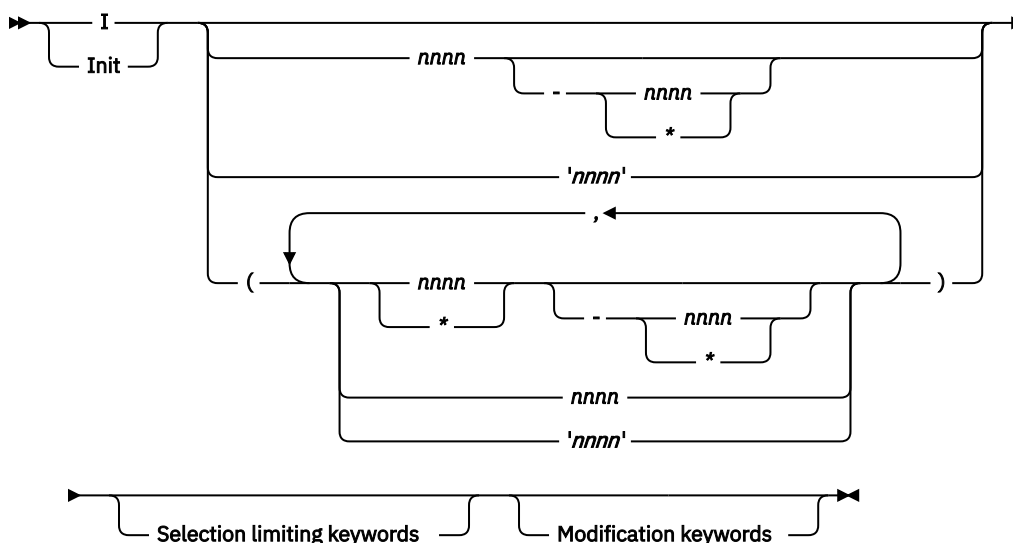 I
Init
nnnn
- nnnn
*
'nnnn'
,
( nnnn )
*
- nnnn
*
nnnn
'nnnn'
Selection limiting keywords Modification keywords